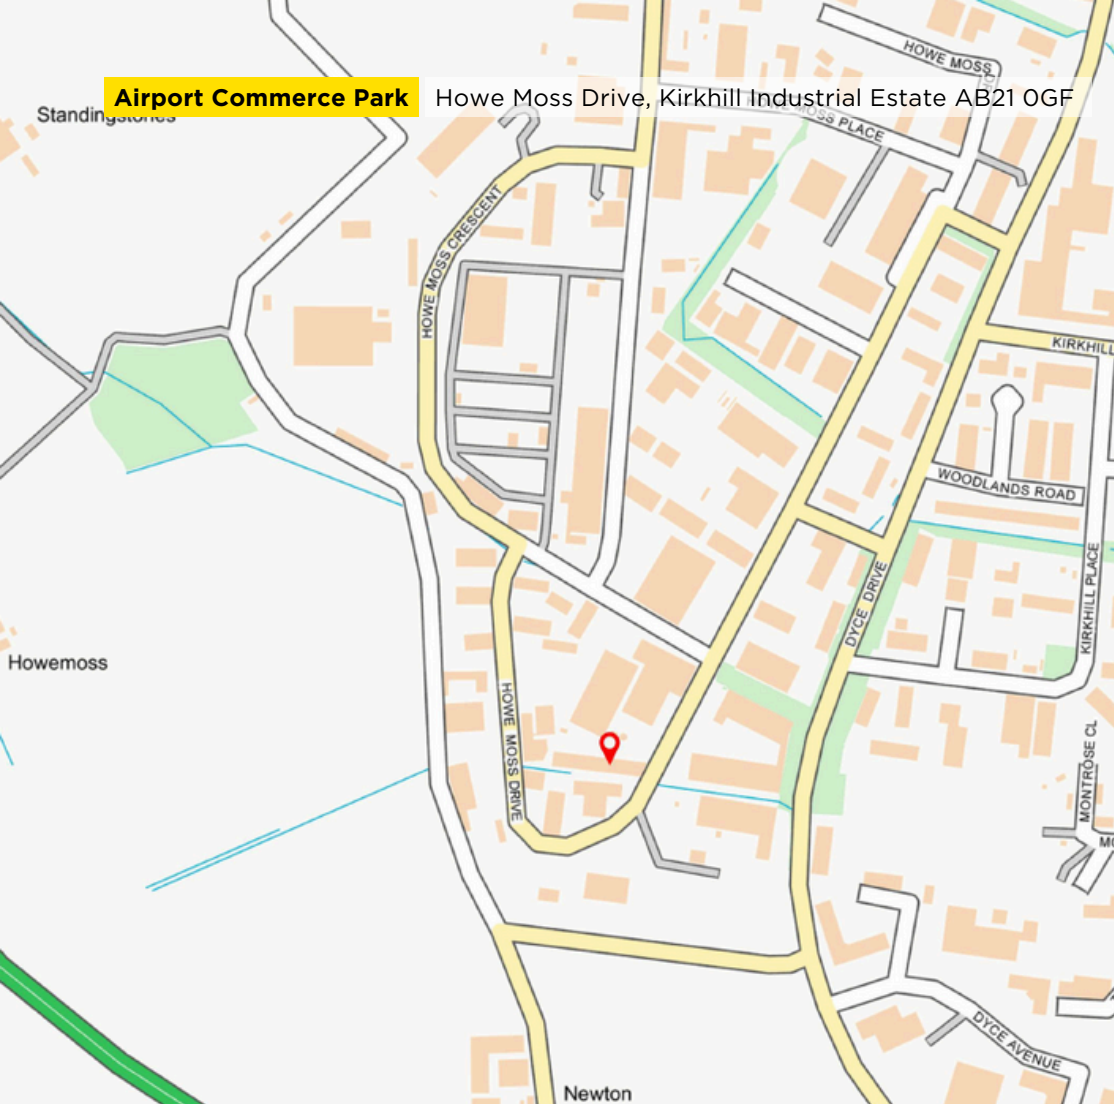 HOWE MOSS
Airport Commerce Park Howe Moss Drive, Kirkhill Industrial Estate AB21 0GF
Standingstones
MOSS PLACE
HOWE MOSS CRESCENT
KIRKHILL
WOODLANDS ROAD
DYCE DRIVE
KIRKHILL PLACE
Howemoss
HOWE MOSS DRIVE
MONTROSE CL
DYCE AVENUE
Newton